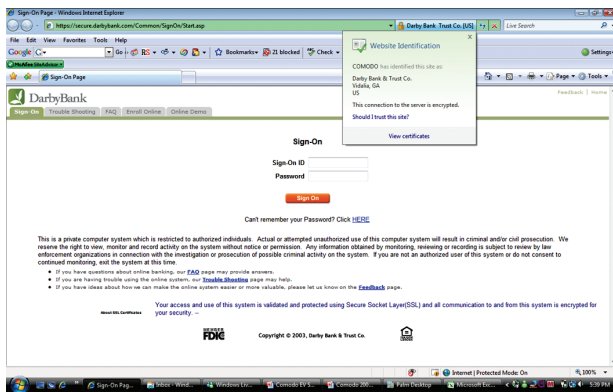 Sign-On Page - Windows Internet Explorer
https://secure.darbybank.com/Common/SignOn/Start.asp
Darby Bank Trust Co. [US]
Live Search
File Edit View Favorites Tools Help
Google G Go RS Bookmarks 21 blocked Check Settings
McAfee SiteAdvisor
Sign-On Page
Page Tools
X
Website Identification
COMODO has identified this site as:
Darby Bank & Trust Co.
Vidalia, GA
US
This connection to the server is encrypted.
Should I trust this site?
View certificates
DarbyBank
Feedback | Home
Sign-On Trouble Shooting FAQ Enroll Online Online Demo
Sign-On
Sign-On ID
Password
Sign On
Can't remember your Password? Click HERE
This is a private computer system which is restricted to authorized individuals. Actual or attempted unauthorized use of this computer system will result in criminal and/or civil prosecution. We
reserve the right to view, monitor and record activity on the system without notice or permission. Any information obtained by monitoring, reviewing or recording is subject to review by law
enforcement organizations in connection with the investigation or prosecution of possible criminal activity on the system. If you are not an authorized user of this system or do not consent to
continued monitoring, exit the system at this time.
If you have questions about online banking, our FAQ page may provide answers.
If you are having trouble using the online system, our Trouble Shooting page may help.
If you have ideas about how we can make the online system easier or more valuable, please let us know on the Feedback page.
Your access and use of this system is validated and protected using Secure Socket Layer(SSL) and all communication to and from this system is encrypted for
About SSL Certificates your security. --
MEMBER
FDIC
Copyright © 2003, Darby Bank & Trust Co.
Internet | Protected Mode: On 100%
Sign-On Pag... Inbox - Wind... Windows Liv... Comodo EV S... Comodo 200... Palm Desktop Microsoft Exc... 5:39 PM